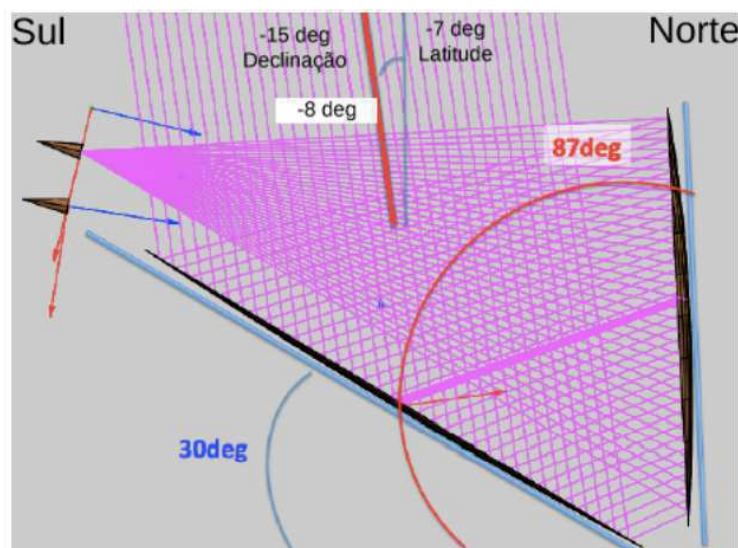 Sul
Norte
-15 deg
Declinação
-7 deg
Latitude
-8 deg
87deg
30deg